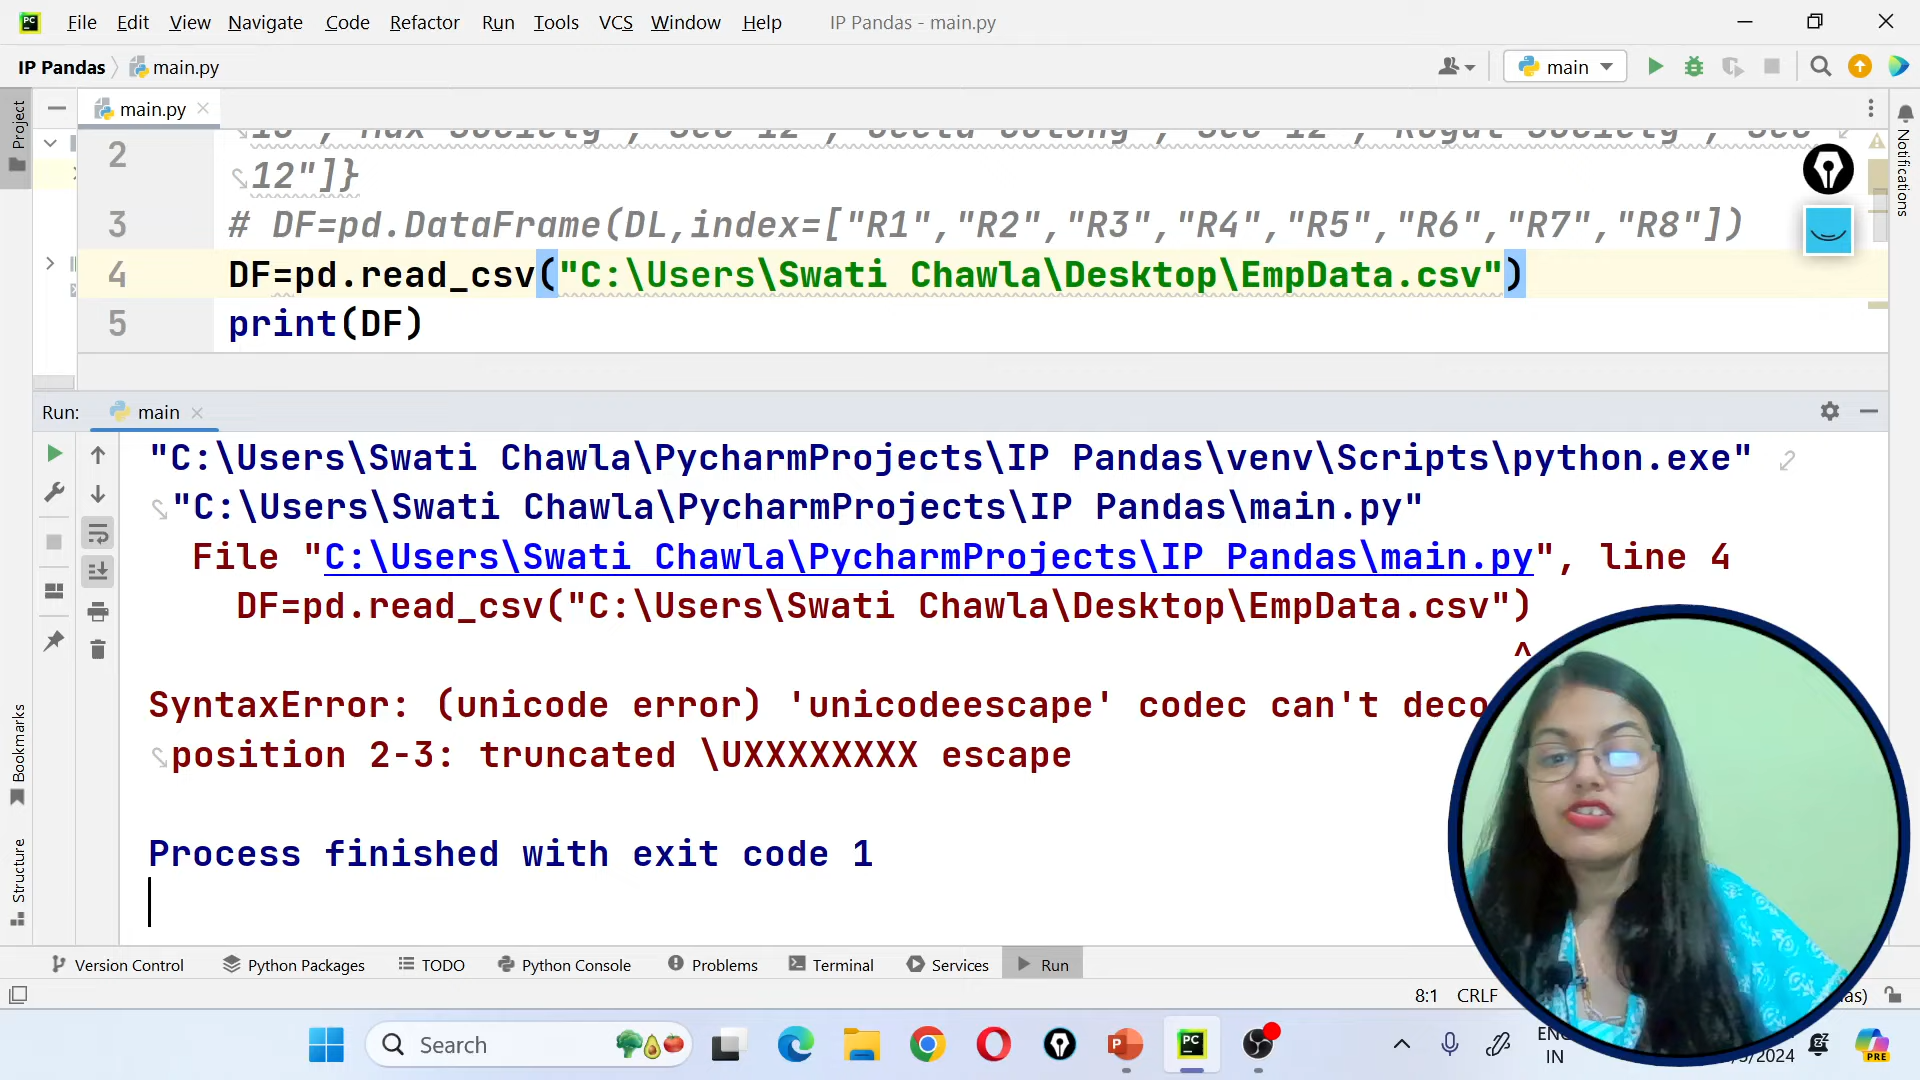 File Edit View Navigate Code Refactor Run Tools VCS Window Help IP Pandas - main.py
IP Pandas main.py main
main.py
2
12"]}
3 # DF=pd.DataFrame(DL,index=["R1","R2","R3","R4","R5","R6","R7","R8"])
4 DF=pd.read_csv("C:\Users\Swati Chawla\Desktop\EmpData.csv")
5 print(DF)
Project
Notifications
Run: main
"C:\Users\Swati Chawla\PycharmProjects\IP Pandas\venv\Scripts\python.exe"
"C:\Users\Swati Chawla\PycharmProjects\IP Pandas\main.py"
File "C:\Users\Swati Chawla\PycharmProjects\IP Pandas\main.py", line 4
DF=pd.read_csv("C:\Users\Swati Chawla\Desktop\EmpData.csv")
^
SyntaxError: (unicode error) 'unicodeescape' codec can't deco
position 2-3: truncated \UXXXXXXXX escape
Process finished with exit code 1
Bookmarks
Structure
Version Control Python Packages TODO Python Console Problems Terminal Services Run
8:1 CRLF
Search
IN
PRE